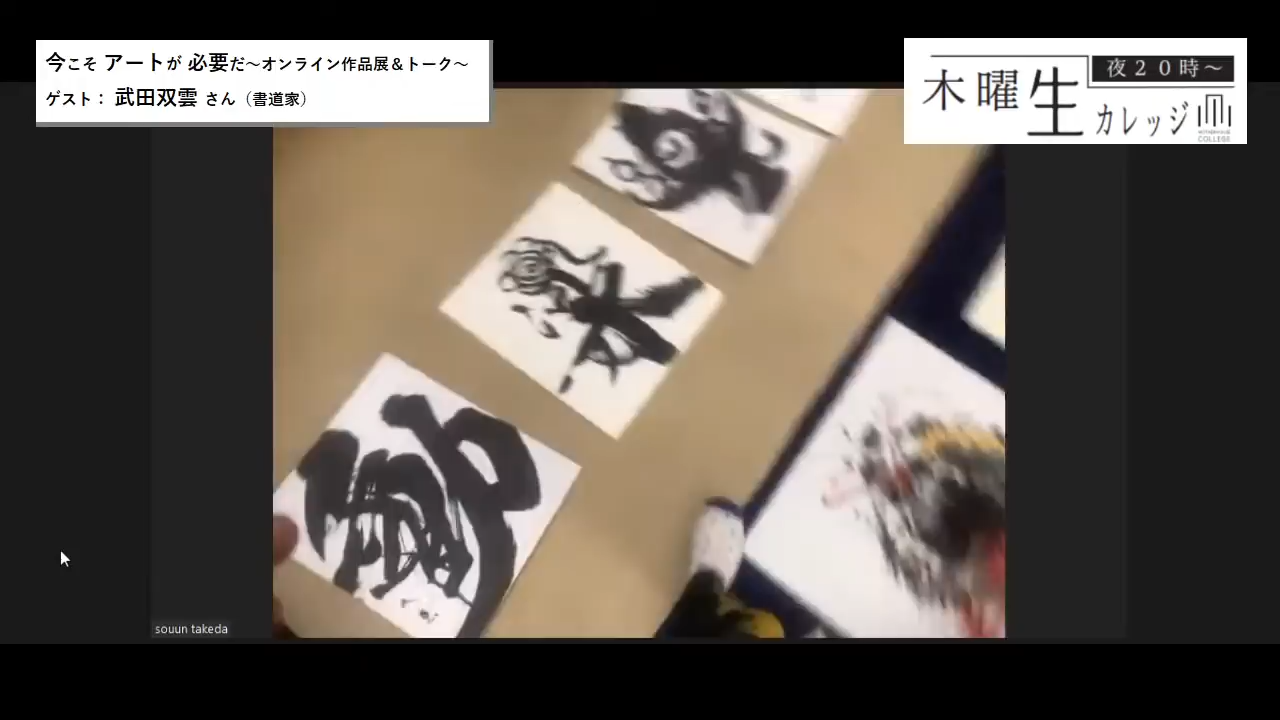 今こそ アートが 必要だ～オンライン作品展＆トーク～
ゲスト： 武田双雲 さん（書道家）
夜２０時～
木曜生カレッジ
COLLEGE
souun takeda